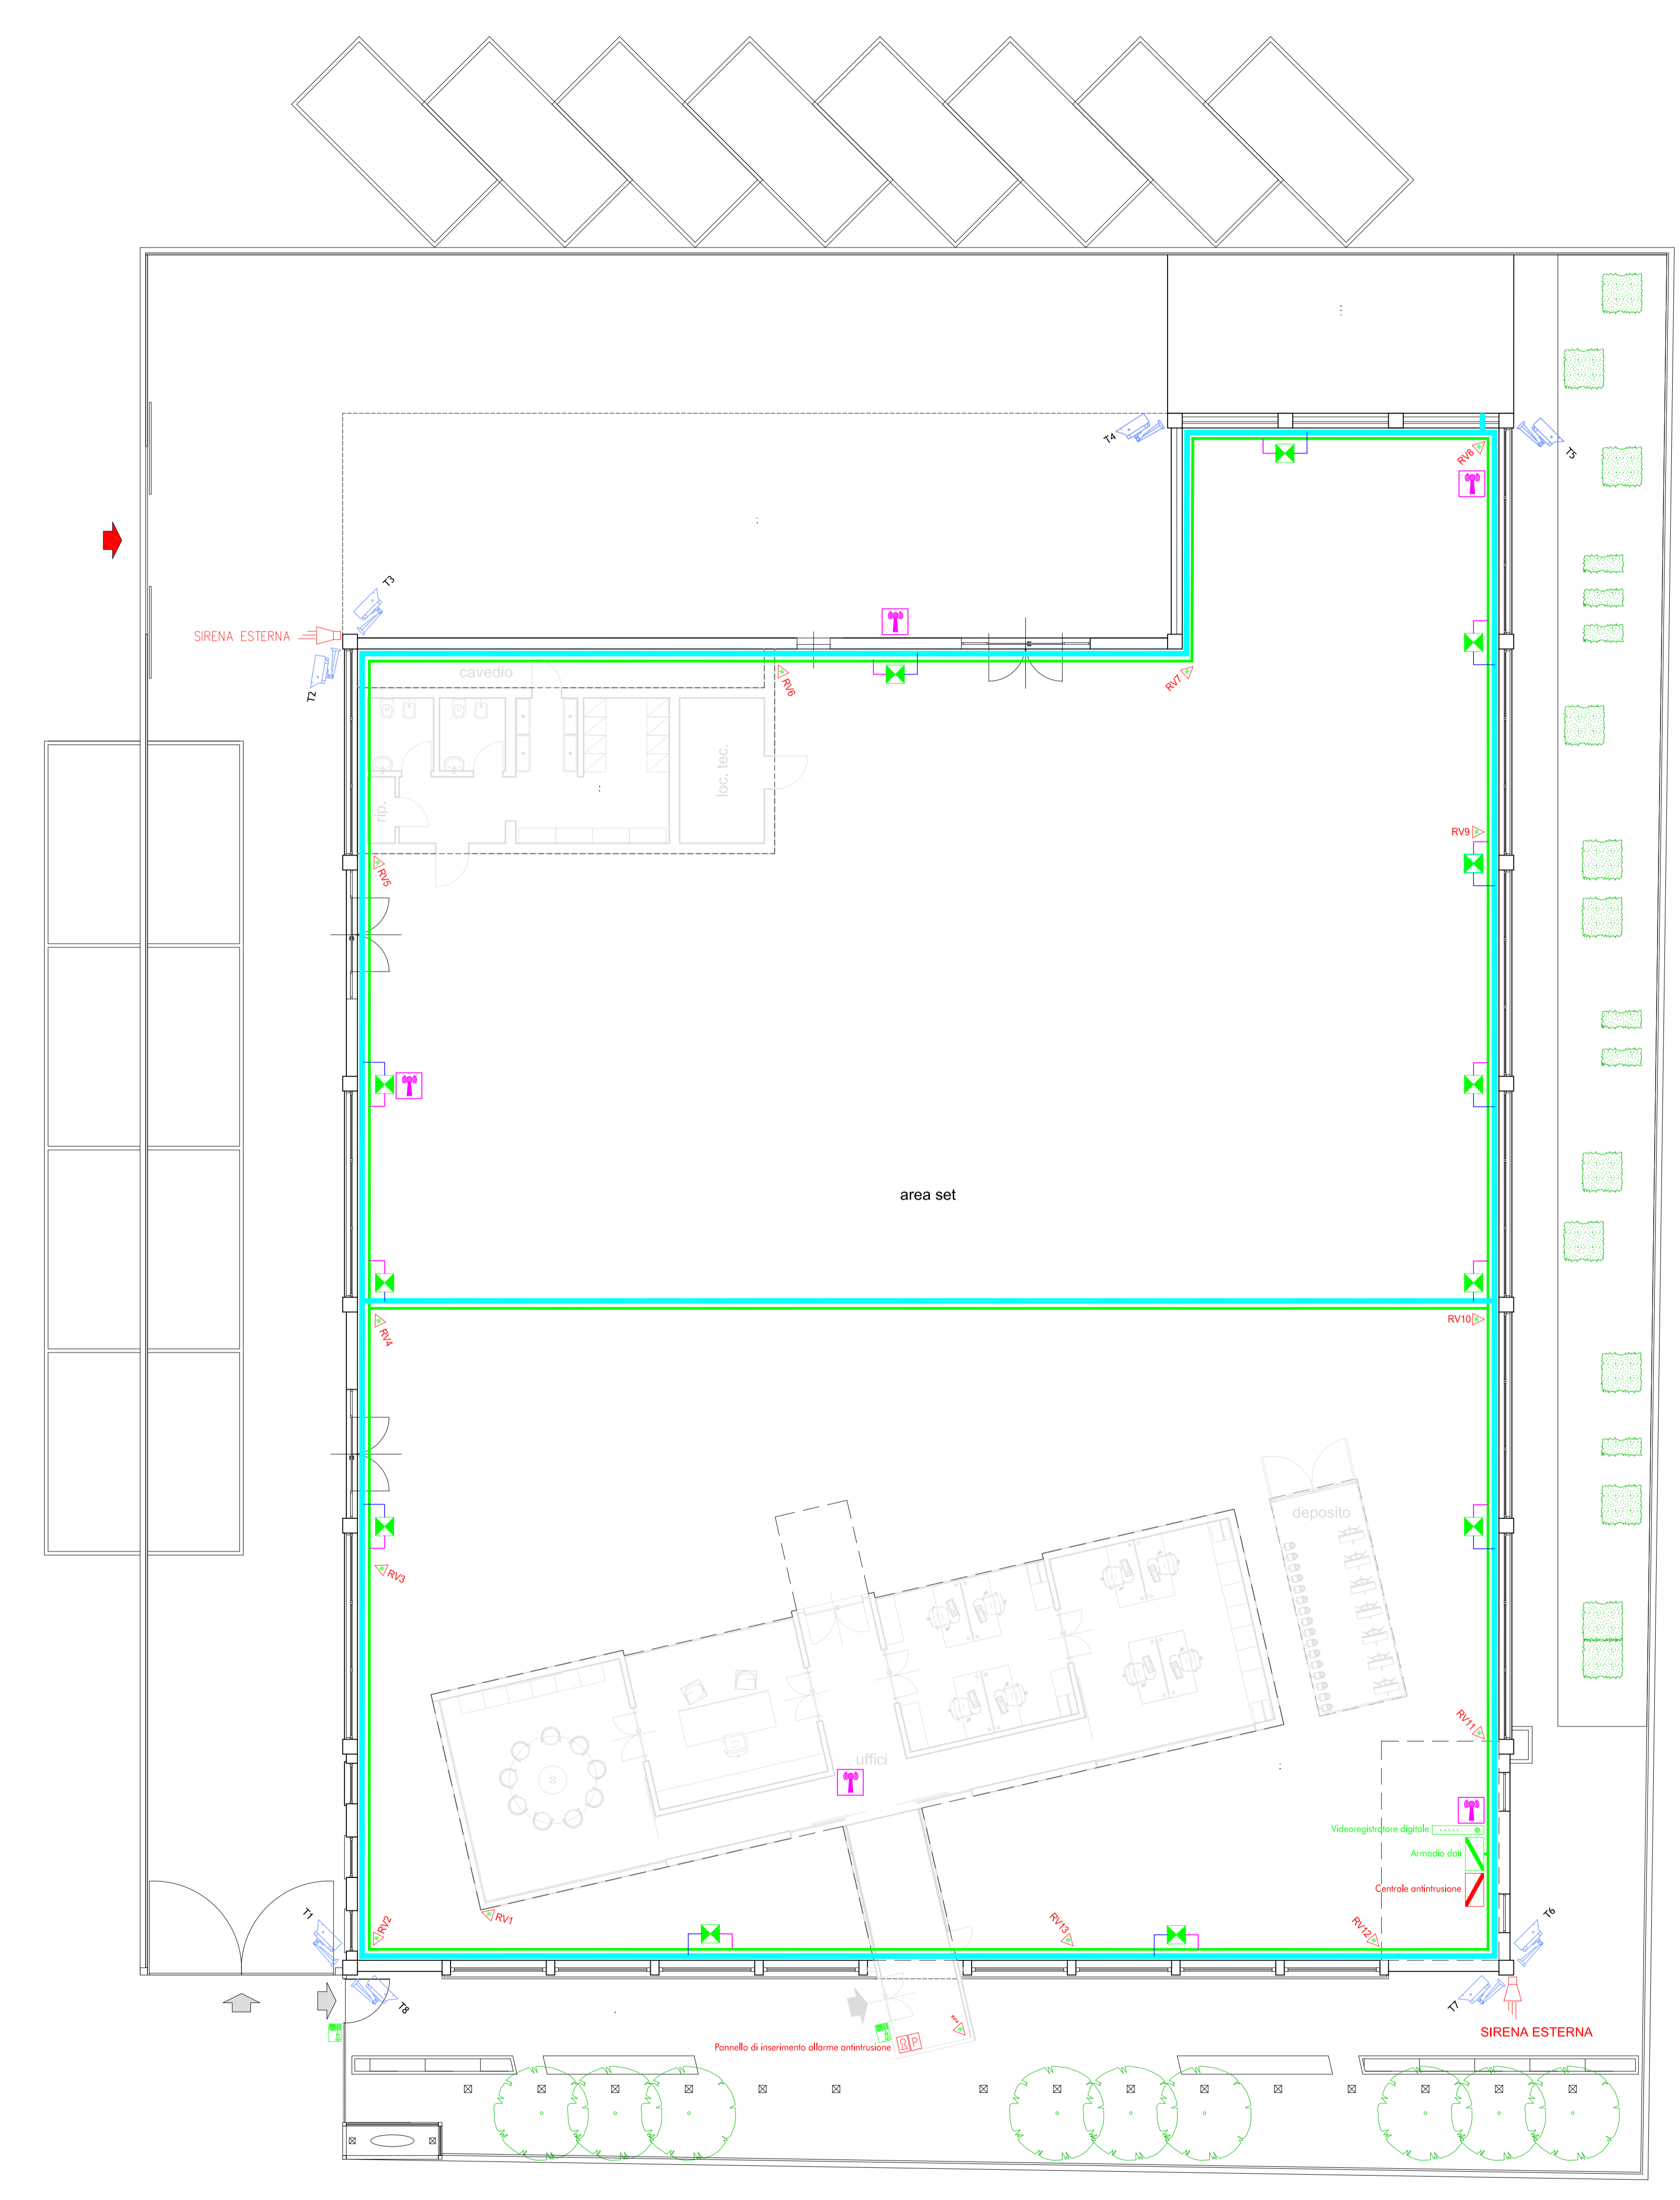 T4
T5
RV8
T3
SIRENA ESTERNA
T2
cavedio
RV6
RV7
loc. tec.
rip.
RV9
RV5
area set
RV4
RV10
deposito
RV3
RV11
uffici
Videoregistratore digitale
Armadio dati
Centrale antintrusione
RV1
RV2
RV13
RV12
T1
T6
T8
T7
SIRENA ESTERNA
P
Pannello di inserimento allarme antintrusione